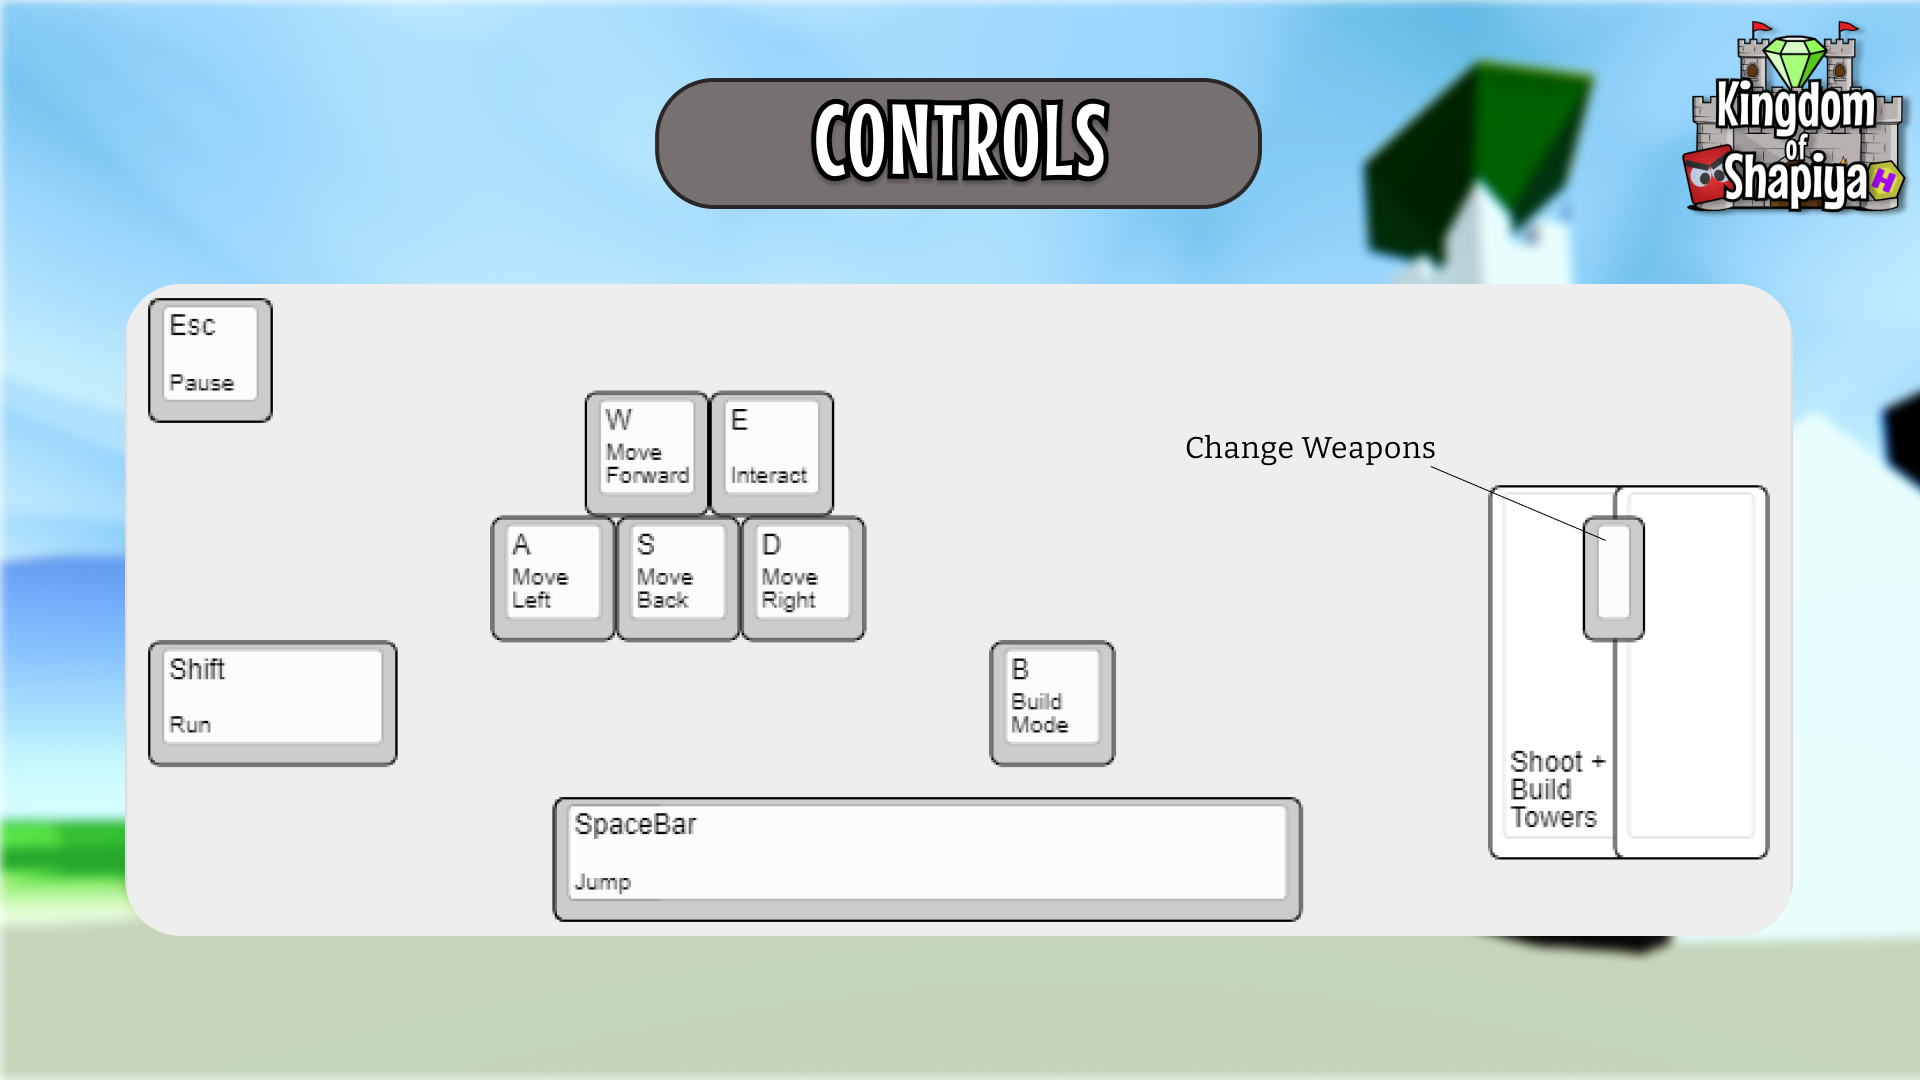 CONTROLS
Kingdom
of
Shapiya
H
Esc
Pause
W
Move
Forward
E
Interact
Change Weapons
A
Move
Left
S
Move
Back
D
Move
Right
Shift
Run
B
Build
Mode
Shoot +
Build
Towers
SpaceBar
Jump